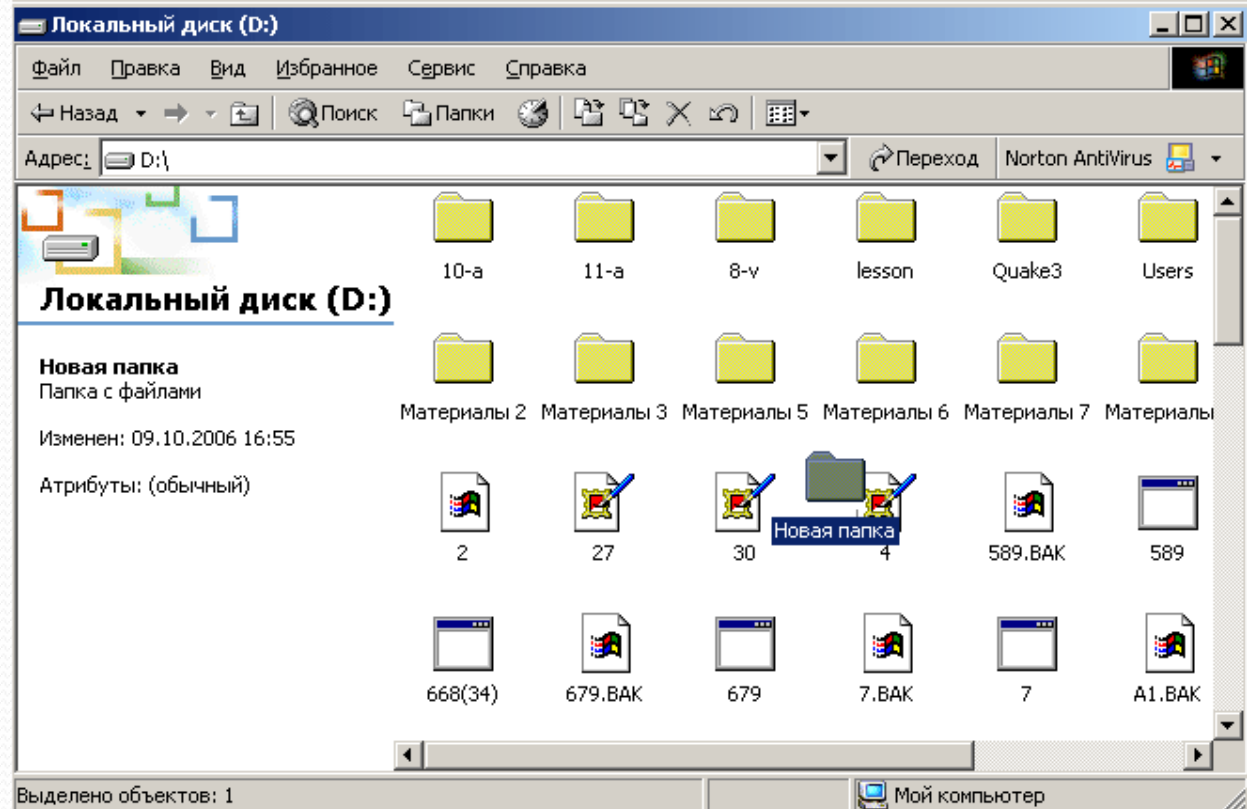 Локальный диск (D:)
Файл Правка Вид Избранное Сервис Справка
Назад Поиск Папки
Адрес: D:\ Переход Norton AntiVirus
Локальный диск (D:)
Новая папка
Папка с файлами
Изменен: 09.10.2006 16:55
Атрибуты: (обычный)
10-a 11-a 8-v lesson Quake3 Users
Материалы 2 Материалы 3 Материалы 5 Материалы 6 Материалы 7 Материалы
Новая папка
2 27 30 4 589.BAK 589
668(34) 679.BAK 679 7.BAK 7 A1.BAK
Выделено объектов: 1 Мой компьютер